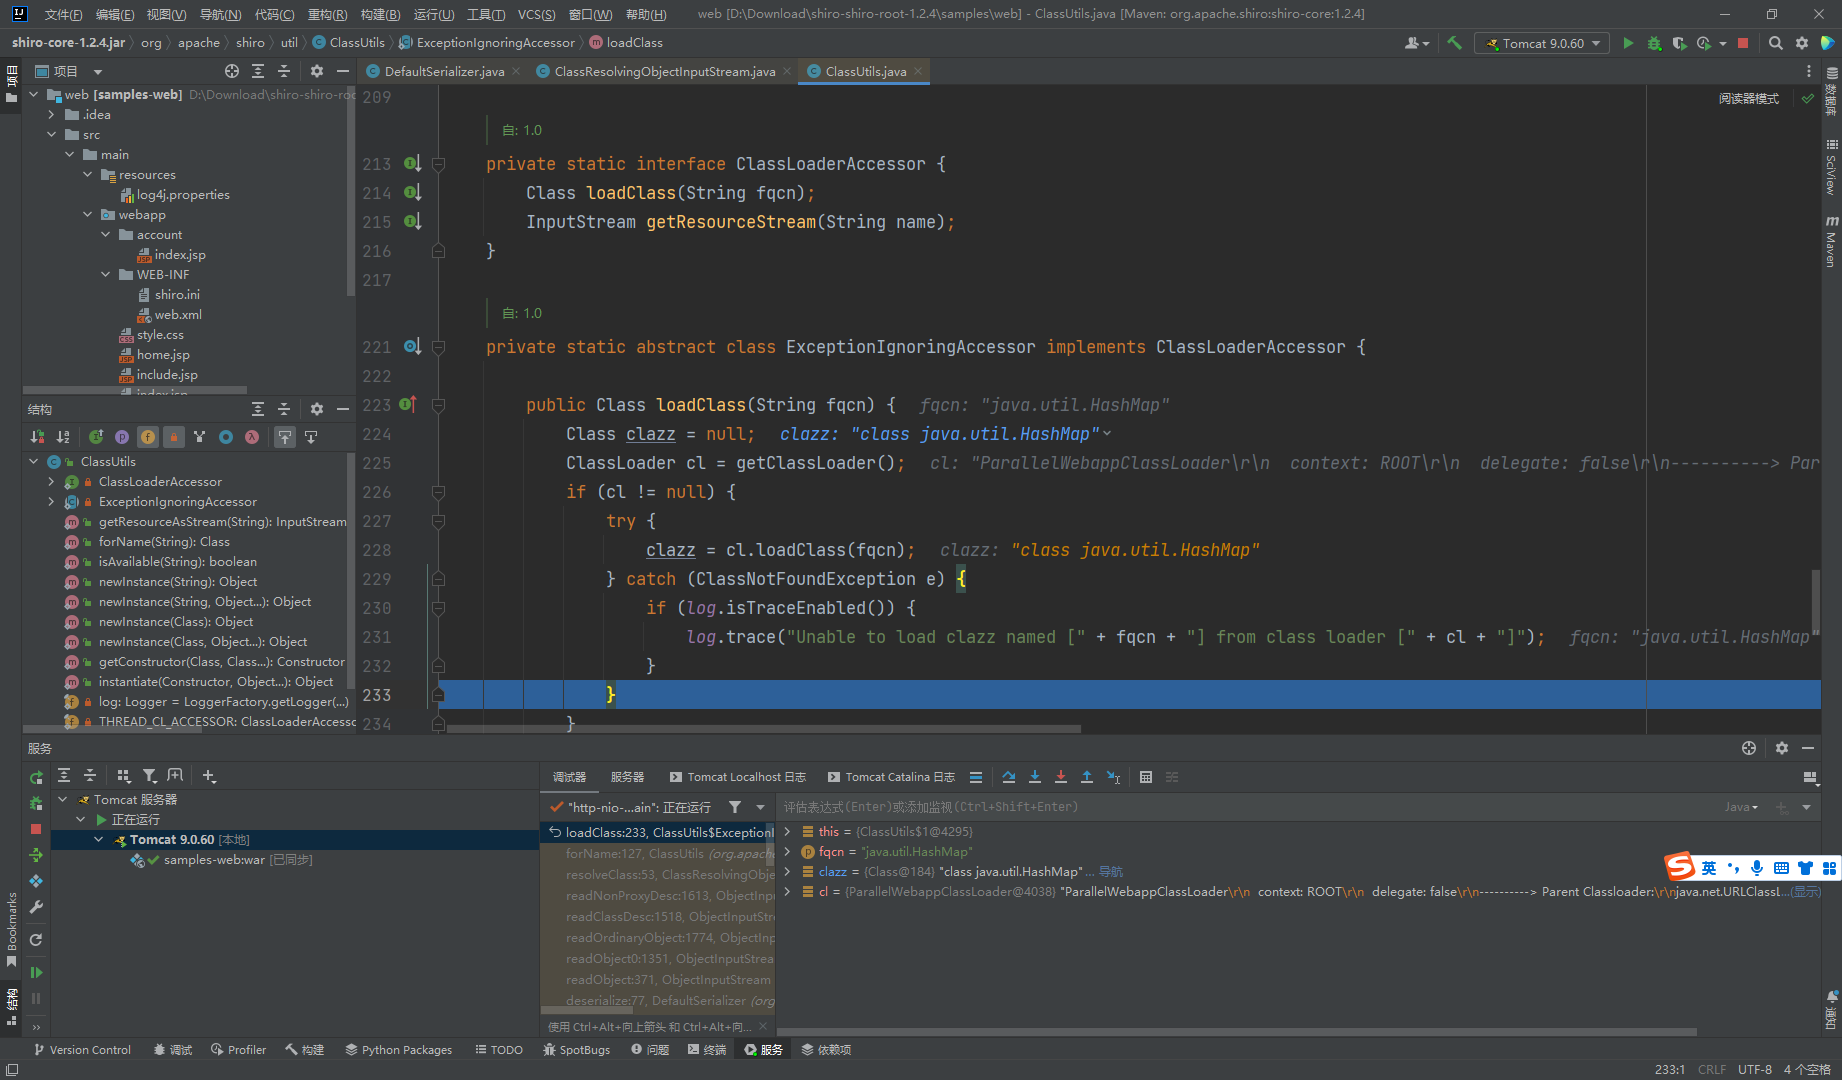 文件(F) 编辑(E) 视图(V) 导航(N) 代码(C) 重构(R) 构建(B) 运行(U) 工具(T) VCS(S) 窗口(W) 帮助(H) web [D:\Download\shiro-shiro-root-1.2.4\samples\web] - ClassUtils.java [Maven: org.apache.shiro:shiro-core:1.2.4]
shiro-core-1.2.4.jar org apache shiro util ClassUtils ExceptionIgnoringAccessor loadClass Tomcat 9.0.60
项目 DefaultSerializer.java ClassResolvingObjectInputStream.java ClassUtils.java
web [samples-web] D:\Download\shiro-shiro-roo
.idea
src
main
resources
log4j.properties
webapp
account
index.jsp
WEB-INF
shiro.ini
web.xml
style.css
home.jsp
include.jsp
index.jsp
结构
ClassUtils
ClassLoaderAccessor
ExceptionIgnoringAccessor
getResourceAsStream(String): InputStream
forName(String): Class
isAvailable(String): boolean
newInstance(String): Object
newInstance(String, Object...): Object
newInstance(Class): Object
newInstance(Class, Object...): Object
getConstructor(Class, Class...): Constructor
instantiate(Constructor, Object...): Object
log: Logger = LoggerFactory.getLogger(...)
THREAD_CL_ACCESSOR: ClassLoaderAccesso
阅读器模式
209
自: 1.0
213 private static interface ClassLoaderAccessor {
214 Class loadClass(String fqcn);
215 InputStream getResourceStream(String name);
216 }
217
自: 1.0
221 private static abstract class ExceptionIgnoringAccessor implements ClassLoaderAccessor {
222
223 public Class loadClass(String fqcn) { fqcn: "java.util.HashMap"
224 Class clazz = null; clazz: "class java.util.HashMap"
225 ClassLoader cl = getClassLoader(); cl: "ParallelWebappClassLoader\r\n context: ROOT\r\n delegate: false\r\n----------> Par
226 if (cl != null) {
227 try {
228 clazz = cl.loadClass(fqcn); clazz: "class java.util.HashMap"
229 } catch (ClassNotFoundException e) {
230 if (log.isTraceEnabled()) {
231 log.trace("Unable to load clazz named [" + fqcn + "] from class loader [" + cl + "]"); fqcn: "java.util.HashMap"
232 }
233 }
234 }
数据库
SciView
Maven
通知
项目
Bookmarks
结构
服务
Tomcat 服务器
正在运行
Tomcat 9.0.60 [本地]
samples-web:war [已同步]
调试器 服务器 Tomcat Localhost 日志 Tomcat Catalina 日志
"http-nio-...ain": 正在运行
loadClass:233, ClassUtils$ExceptionI
forName:127, ClassUtils (org.apach
resolveClass:53, ClassResolvingObje
readNonProxyDesc:1613, ObjectInpu
readClassDesc:1518, ObjectInputStre
readOrdinaryObject:1774, ObjectInp
readObject0:1351, ObjectInputStrea
readObject:371, ObjectInputStream
deserialize:77, DefaultSerializer (org
使用 Ctrl+Alt+向上箭头 和 Ctrl+Alt+向...
评估表达式(Enter)或添加监视(Ctrl+Shift+Enter) Java
this = {ClassUtils$1@4295}
fqcn = "java.util.HashMap"
clazz = {Class@184} "class java.util.HashMap"... 导航
cl = {ParallelWebappClassLoader@4038} "ParallelWebappClassLoader\r\n context: ROOT\r\n delegate: false\r\n----------> Parent Classloader:\r\njava.net.URLClassL...(显示)
英
Version Control 调试 Profiler 构建 Python Packages TODO SpotBugs 问题 终端 服务 依赖项
233:1 CRLF UTF-8 4 个空格